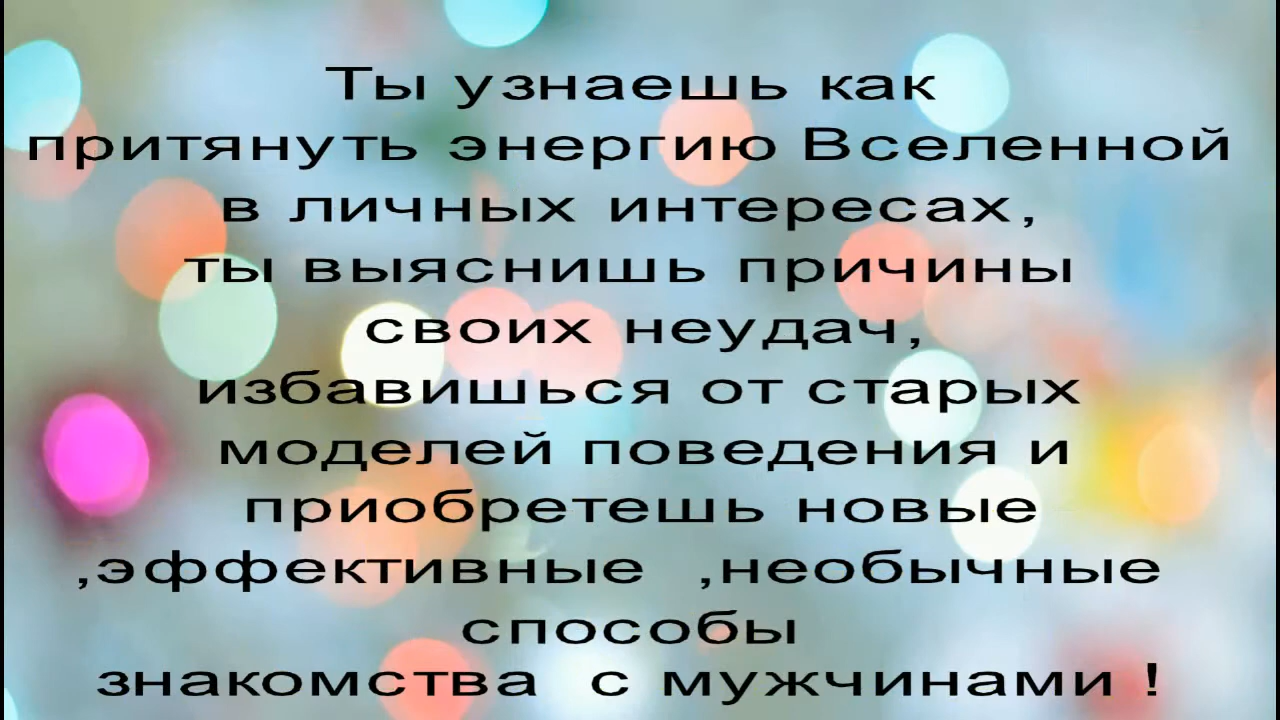 Ты узнаешь как
притянуть энергию Вселенной
в личных интересах,
ты выяснишь причины
своих неудач,
избавишься от старых
моделей поведения и
приобретешь новые
,эффективные ,необычные
способы
знакомства с мужчинами !